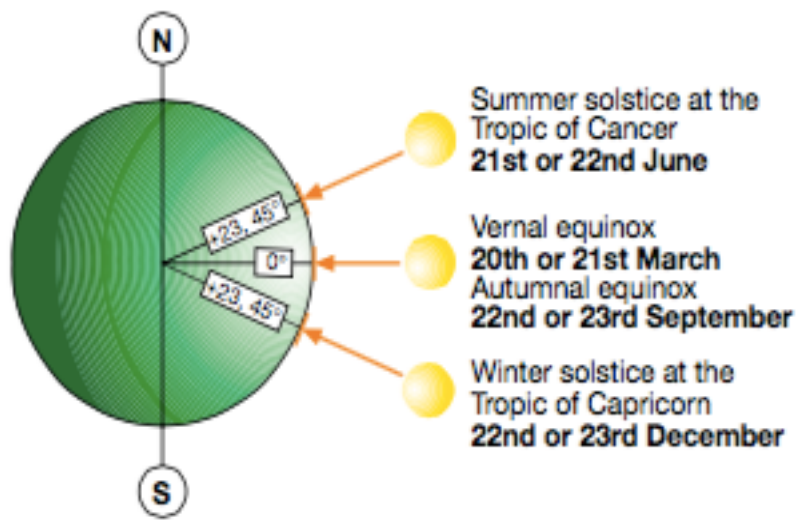 N
Summer solstice at the
Tropic of Cancer
21st or 22nd June
+23, 45°
Vernal equinox
0°
20th or 21st March
Autumnal equinox
+23, 45°
22nd or 23rd September
Winter solstice at the
Tropic of Capricorn
22nd or 23rd December
S